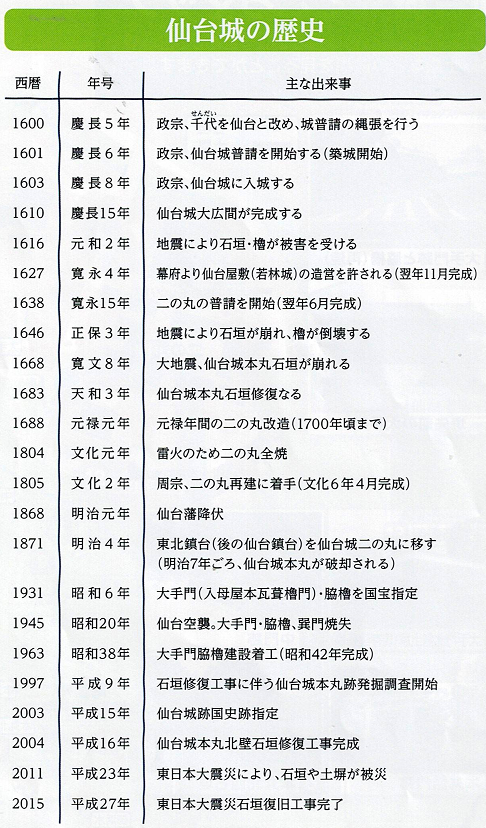 仙台城の歴史
西暦 年号 主な出来事
せんだい
1600 慶長5年 政宗、千代を仙台と改め、城普請の縄張を行う
1601 慶長6年 政宗、仙台城普請を開始する(築城開始)
1603 慶長8年 政宗、仙台城に入城する
1610 慶長15年 仙台城大広間が完成する
1616 元和2年 地震により石垣・櫓が被害を受ける
1627 寛永4年 幕府より仙台屋敷(若林城)の造営を許される(翌年11月完成)
1638 寛永15年 二の丸の普請を開始(翌年6月完成)
1646 正保3年 地震により石垣が崩れ、櫓が倒壊する
1668 寛文8年 大地震、仙台城本丸石垣が崩れる
1683 天和3年 仙台城本丸石垣修復なる
1688 元禄元年 元禄年間の二の丸改造(1700年頃まで)
1804 文化元年 雷火のため二の丸全焼
1805 文化2年 周宗、二の丸再建に着手(文化6年4月完成)
1868 明治元年 仙台藩降伏
1871 明治4年 東北鎮台(後の仙台鎮台)を仙台城二の丸に移す
(明治7年ごろ、仙台城本丸が破却される)
1931 昭和6年 大手門(入母屋本瓦葺櫓門)・脇櫓を国宝指定
1945 昭和20年 仙台空襲。大手門・脇櫓、巽門焼失
1963 昭和38年 大手門脇櫓建設着工(昭和42年完成)
1997 平成9年 石垣修復工事に伴う仙台城本丸跡発掘調査開始
2003 平成15年 仙台城跡国史跡指定
2004 平成16年 仙台城本丸北壁石垣修復工事完成
2011 平成23年 東日本大震災により、石垣や土塀が被災
2015 平成27年 東日本大震災石垣復旧工事完了